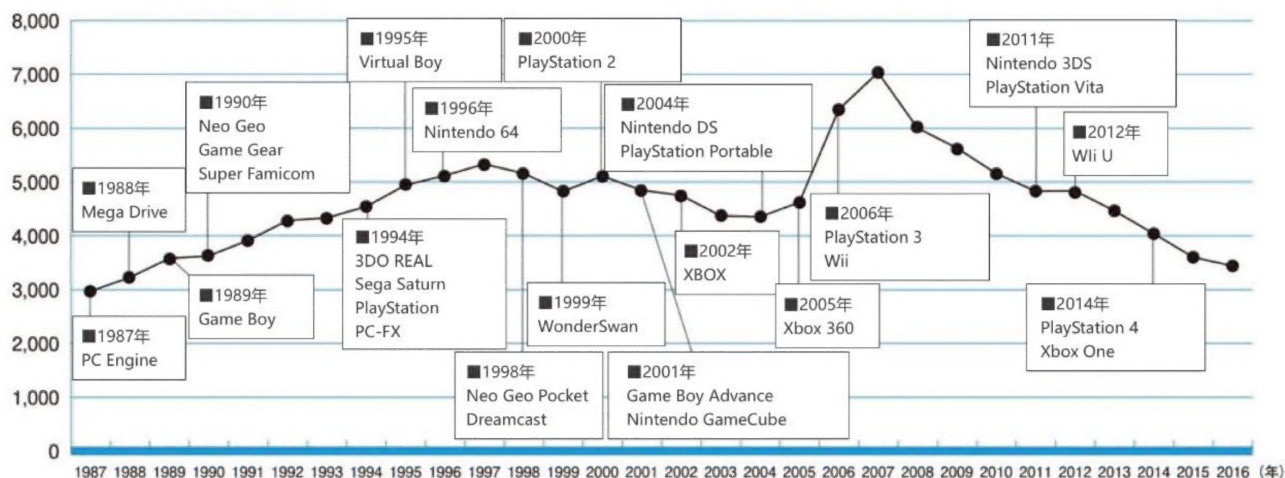 8,000
7,000
6,000
5,000
4,000
3,000
2,000
1,000
0
■1987年
PC Engine
■1988年
Mega Drive
■1989年
Game Boy
■1990年
Neo Geo
Game Gear
Super Famicom
■1994年
3DO REAL
Sega Saturn
PlayStation
PC-FX
■1995年
Virtual Boy
■1996年
Nintendo 64
■1998年
Neo Geo Pocket
Dreamcast
■1999年
WonderSwan
■2000年
PlayStation 2
■2001年
Game Boy Advance
Nintendo GameCube
■2002年
XBOX
■2004年
Nintendo DS
PlayStation Portable
■2005年
Xbox 360
■2006年
PlayStation 3
Wii
■2011年
Nintendo 3DS
PlayStation Vita
■2012年
WIi U
■2014年
PlayStation 4
Xbox One
1987 1988 1989 1990 1991 1992 1993 1994 1995 1996 1997 1998 1999 2000 2001 2002 2003 2004 2005 2006 2007 2008 2009 2010 2011 2012 2013 2014 2015 2016 (年)